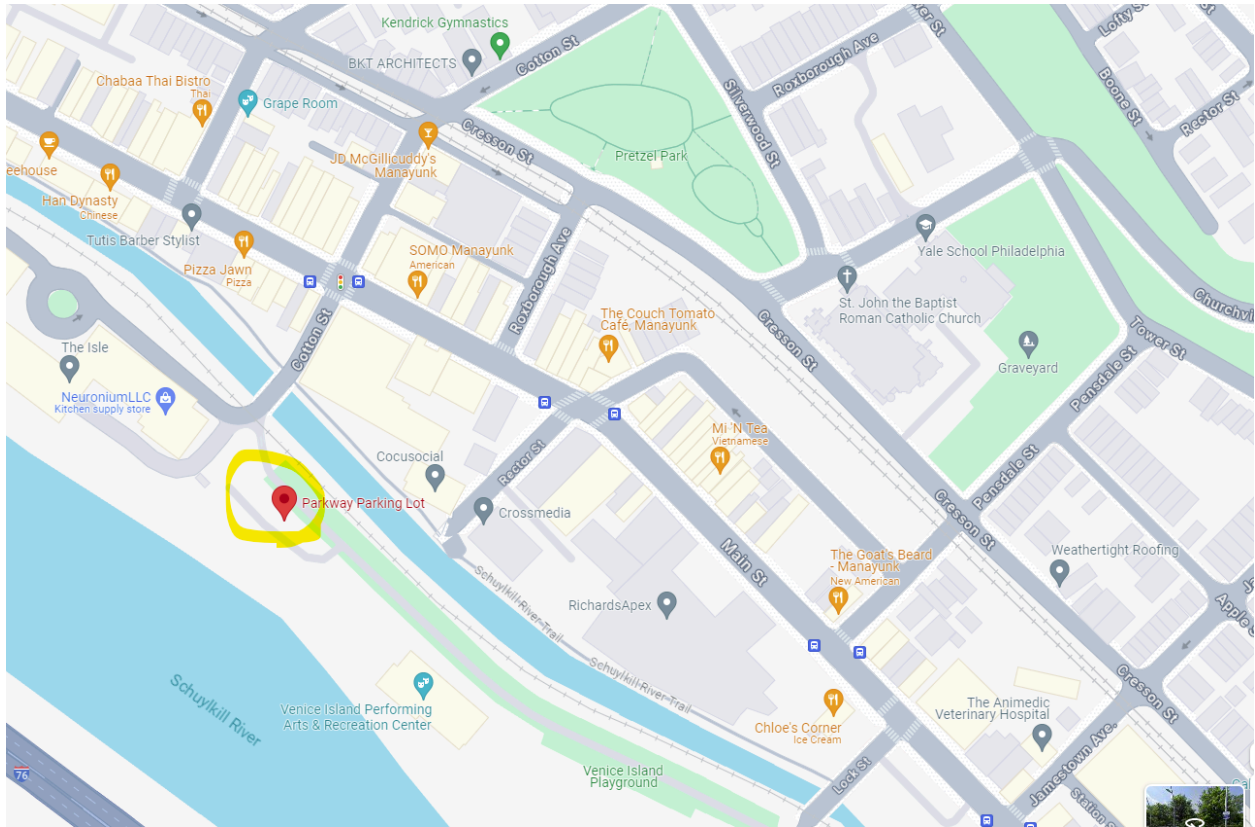 Kendrick Gymnastics
BKT ARCHITECTS
Cotton St
Chabaa Thai Bistro
Thai
Grape Room
Silverwood St
Roxborough Ave
Boone St
Rector St
Cresson St
Pretzel Park
JD McGillicuddy's
Manayunk
eehouse
Han Dynasty
Chinese
Tutis Barber Stylist
Pizza Jawn
Pizza
SOMO Manayunk
American
Roxborough Ave
Yale School Philadelphia
St. John the Baptist
Roman Catholic Church
The Couch Tomato
Café, Manayunk
Cresson St
Tower St
Graveyard
Pensdale St
Cotton St
The Isle
NeuroniumLLC
Kitchen supply store
Mi 'N Tea
Vietnamese
Rector St
Cocusocial
Crossmedia
Parkway Parking Lot
Pensdale St
Cresson St
Main St
The Goat's Beard
- Manayunk
New American
Weathertight Roofing
RichardsApex
Schuylkill River Trail
Schuylkill River Trail
Schuylkill River
Venice Island Performing
Arts & Recreation Center
Chloe's Corner
Ice Cream
The Animedic
Veterinary Hospital
Cresson St
Venice Island
Playground
Lock St
Jamestown Ave.
76